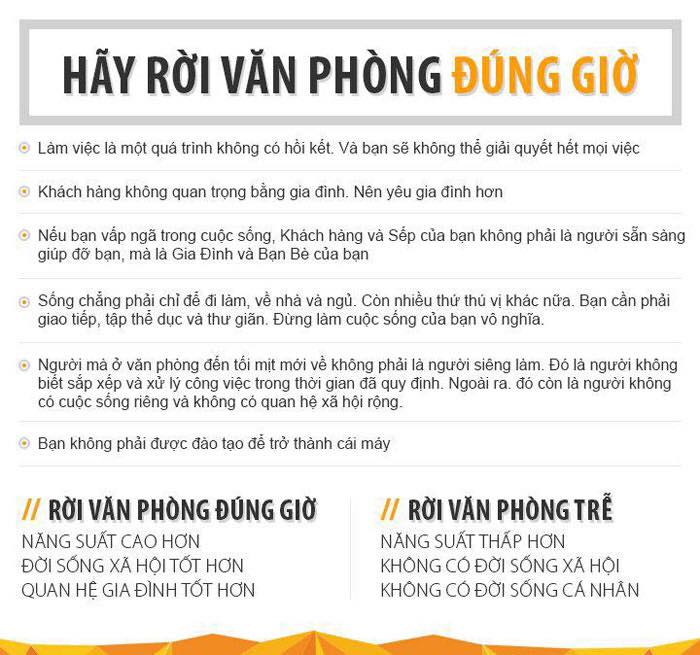 HÃY RỜI VĂN PHÒNG ĐÚNG GIỜ
Làm việc là một quá trình không có hồi kết. Và bạn sẽ không thể giải quyết hết mọi việc
Khách hàng không quan trọng bằng gia đình. Nên yêu gia đình hơn
Nếu bạn vấp ngã trong cuộc sống, Khách hàng và Sếp của bạn không phải là người sẵn sàng
giúp đỡ bạn, mà là Gia Đình và Bạn Bè của bạn
Sống chẳng phải chỉ để đi làm, về nhà và ngủ. Còn nhiều thứ thú vị khác nữa. Bạn cần phải
giao tiếp, tập thể dục và thư giãn. Đừng làm cuộc sống của bạn vô nghĩa.
Người mà ở văn phòng đến tối mịt mới về không phải là người siêng làm. Đó là người không
biết sắp xếp và xử lý công việc trong thời gian đã quy định. Ngoài ra. đó còn là người không
có cuộc sống riêng và không có quan hệ xã hội rộng.
Bạn không phải được đào tạo để trở thành cái máy
// RỜI VĂN PHÒNG ĐÚNG GIỜ
NĂNG SUẤT CAO HƠN
ĐỜI SỐNG XÃ HỘI TỐT HƠN
QUAN HỆ GIA ĐÌNH TỐT HƠN
// RỜI VĂN PHÒNG TRỄ
NĂNG SUẤT THẤP HƠN
KHÔNG CÓ ĐỜI SỐNG XÃ HỘI
KHÔNG CÓ ĐỜI SỐNG CÁ NHÂN